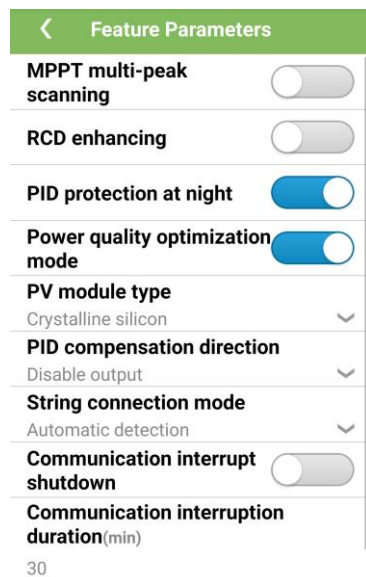 Feature Parameters
MPPT multi-peak
scanning
RCD enhancing
PID protection at night
Power quality optimization
mode
PV module type
Crystalline silicon
PID compensation direction
Disable output
String connection mode
Automatic detection
Communication interrupt
shutdown
Communication interruption
duration(min)
30